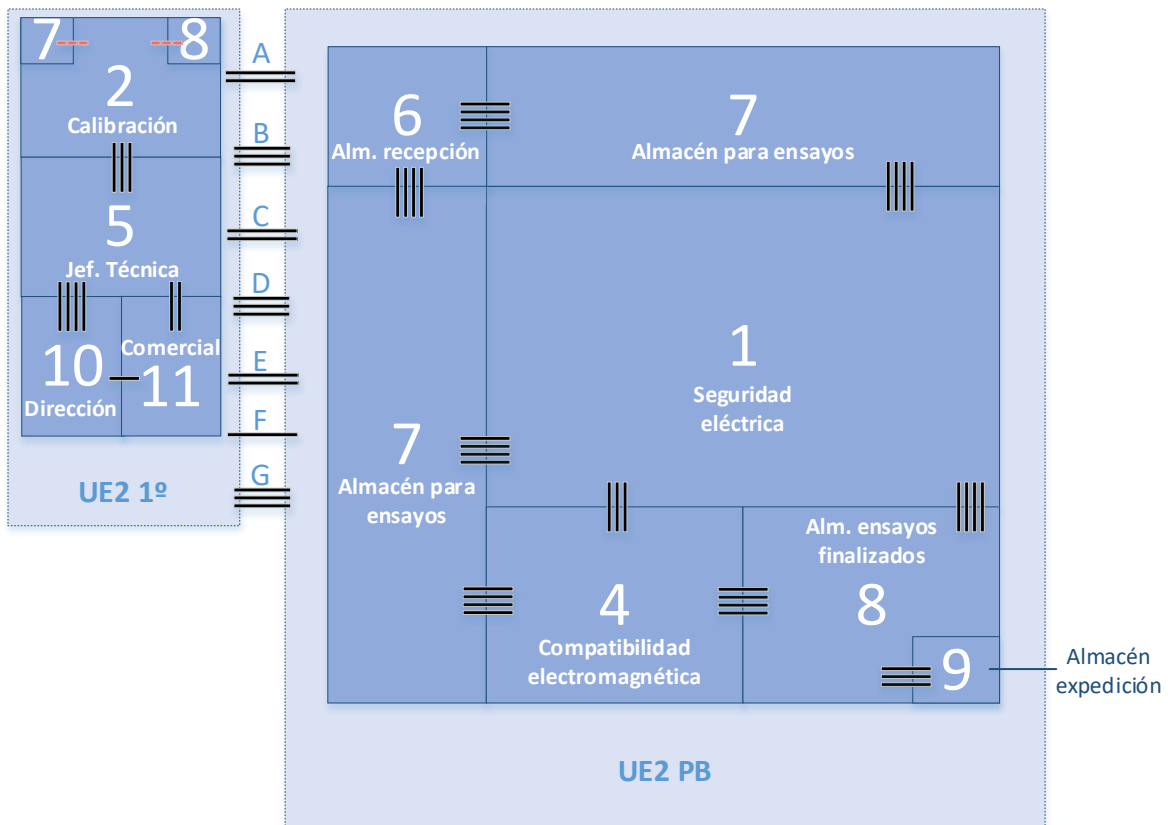 7
8
2
Calibración
5
Jef. Técnica
10
Dirección
Comercial
11
UE2 1º
A
B
C
D
E
F
G
6
Alm. recepción
7
Almacén para ensayos
1
Seguridad
eléctrica
7
Almacén para
ensayos
4
Compatibilidad
electromagnética
Alm. ensayos
finalizados
8
9
Almacén
expedición
UE2 PB